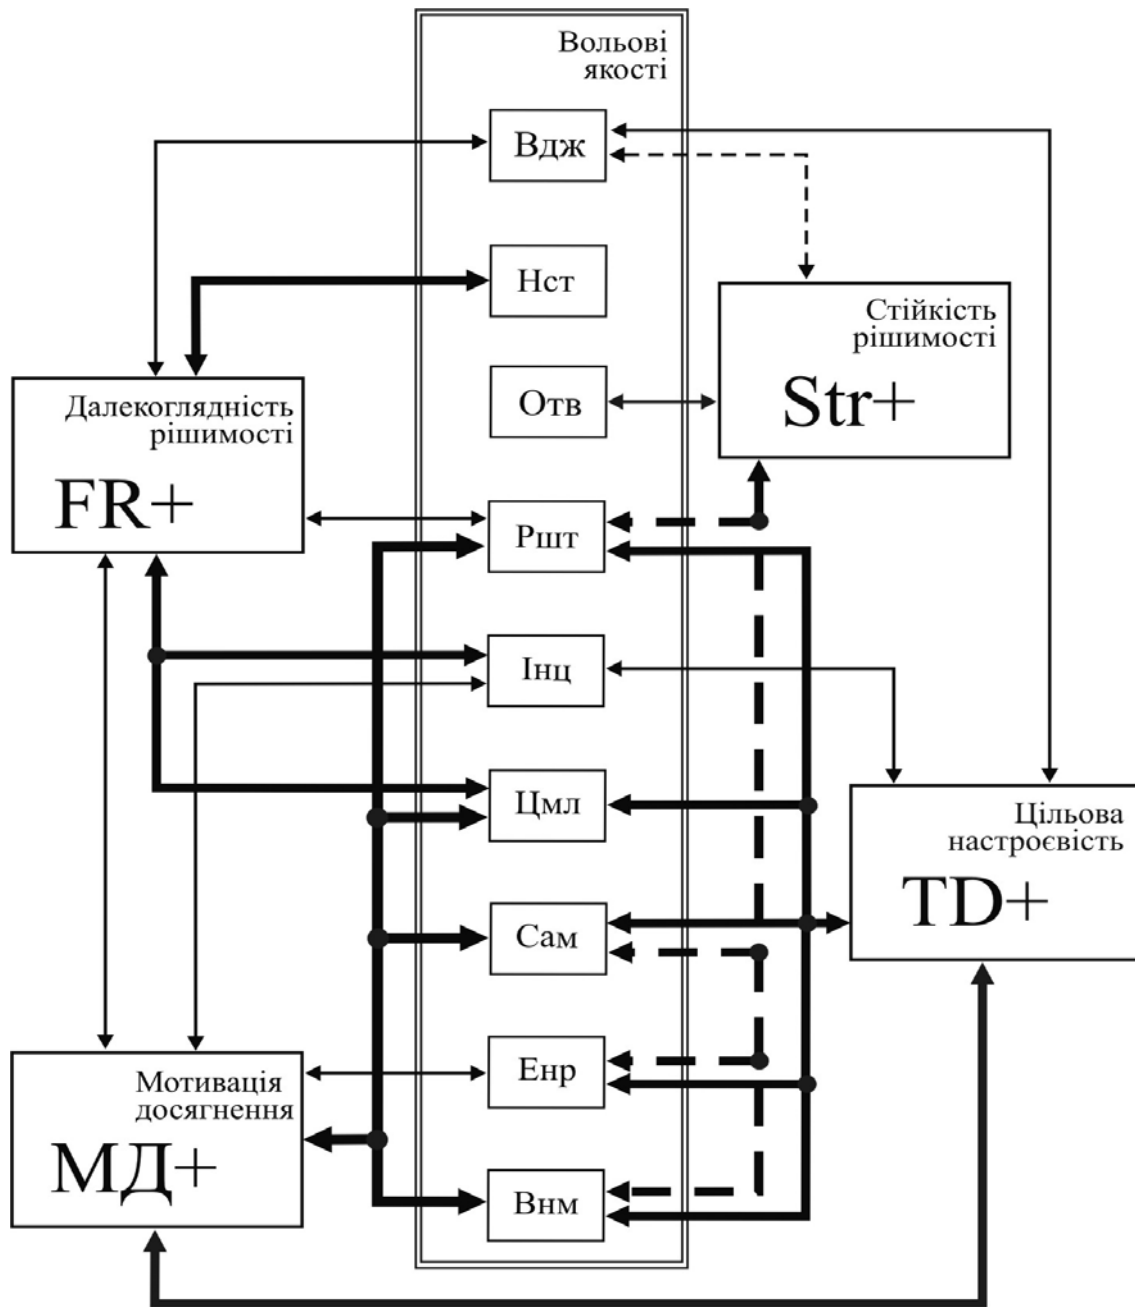 Вольові
якості
Вдж
Нст
Стійкість
рішимості
Str+
Отв
Далекоглядність
рішимості
FR+
Ршт
Інц
Цмл
Цільова
настроєвість
TD+
Сам
Енр
Мотивація
досягнення
МД+
Внм